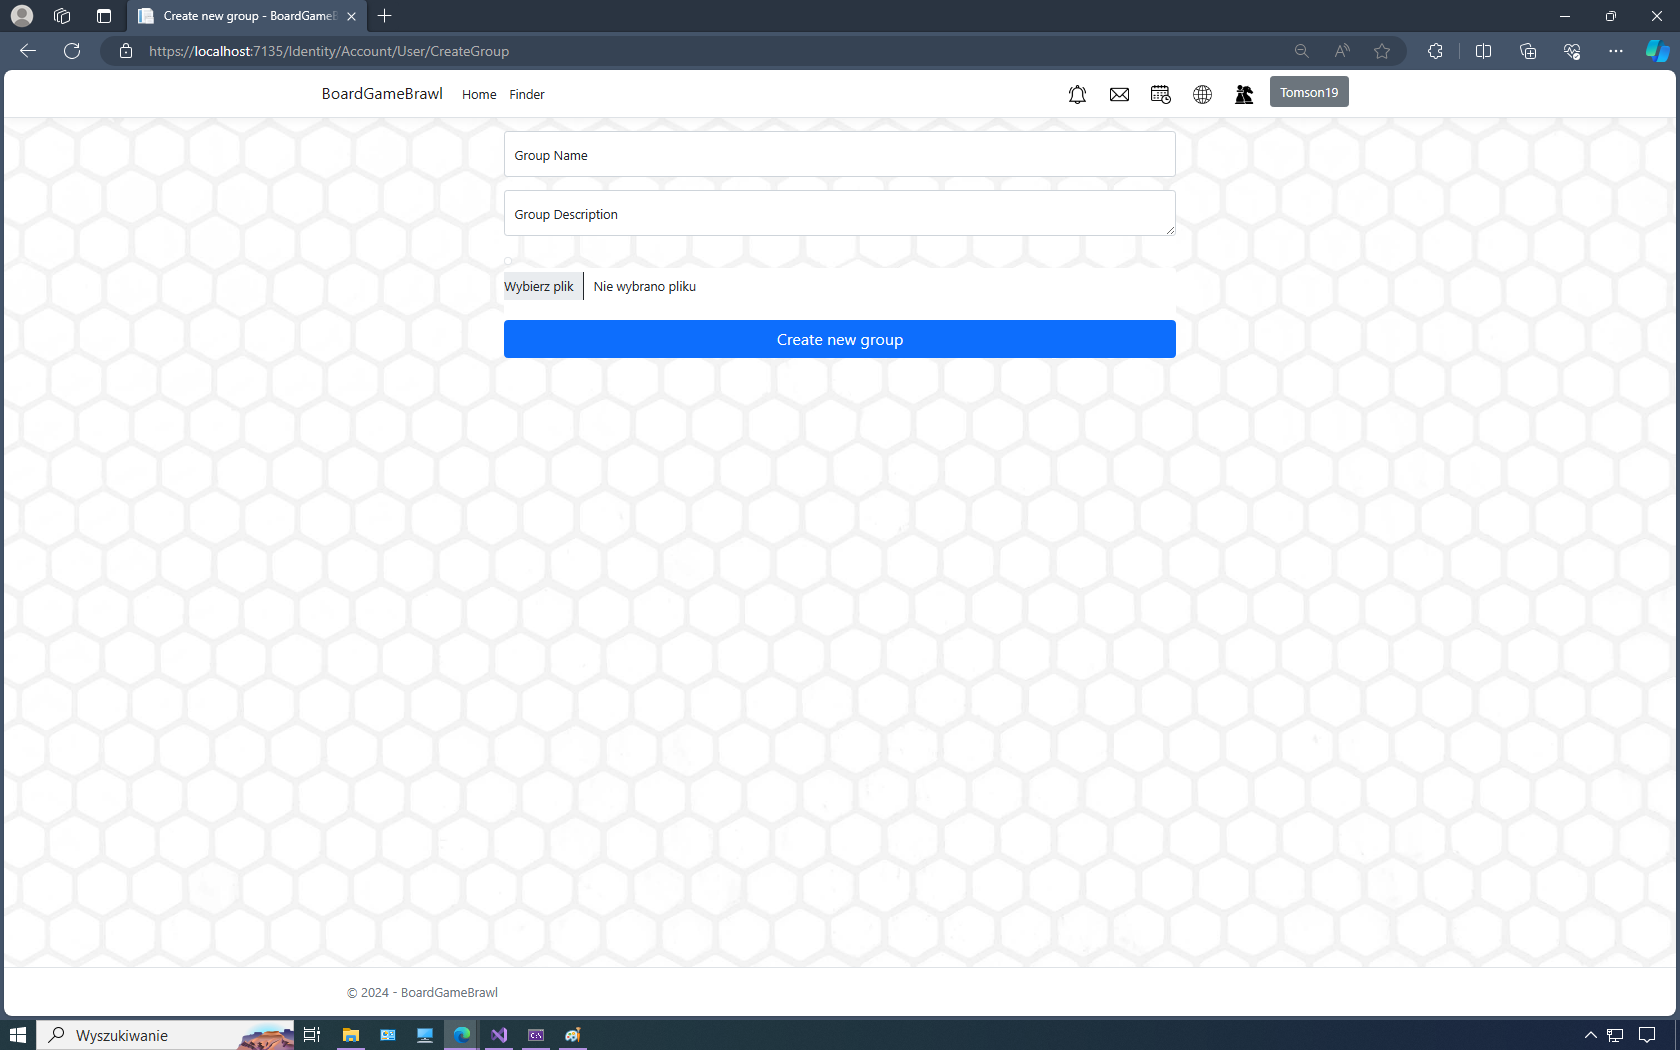 Create new group - BoardGameB
https://localhost:7135/Identity/Account/User/CreateGroup
BoardGameBrawl Home Finder Tomson19
Group Name
Group Description
Wybierz plik Nie wybrano pliku
Create new group
© 2024 - BoardGameBrawl
Wyszukiwanie